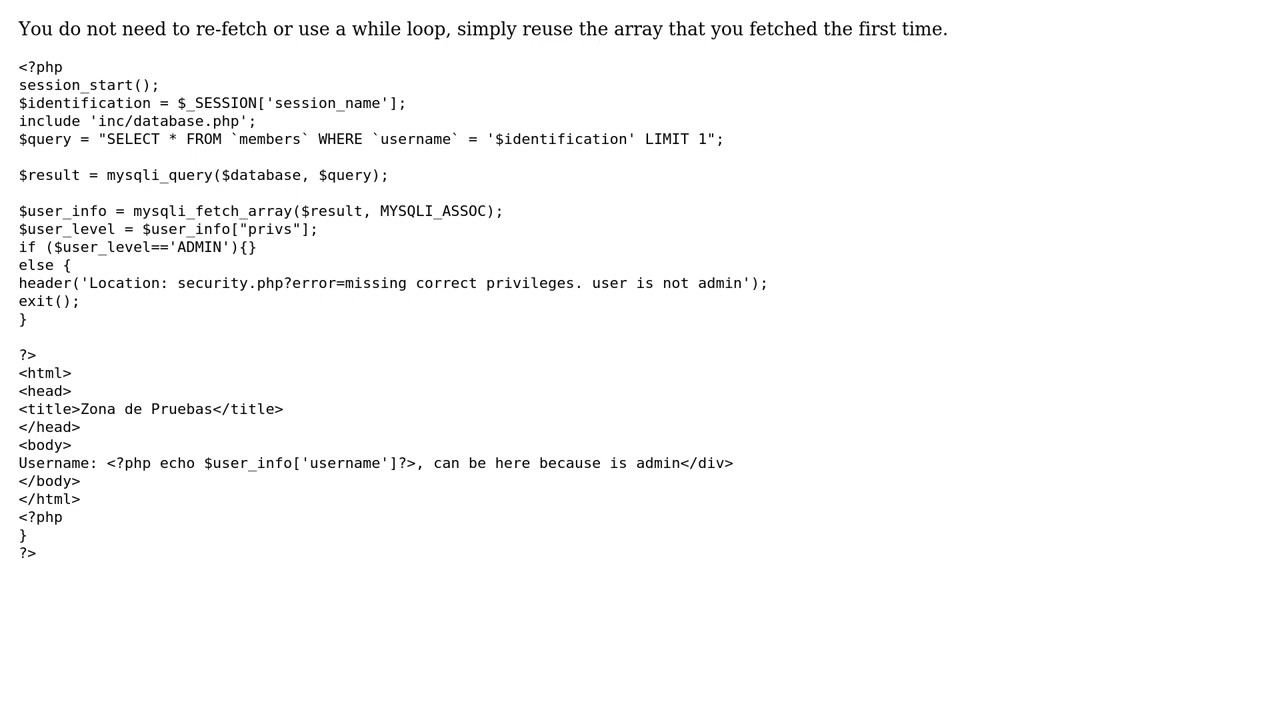 You do not need to re-fetch or use a while loop, simply reuse the array that you fetched the first time.
<?php
session_start();
$identification = $_SESSION['session_name'];
include 'inc/database.php';
$query = "SELECT * FROM `members` WHERE `username` = '$identification' LIMIT 1";
$result = mysqli_query($database, $query);
$user_info = mysqli_fetch_array($result, MYSQLI_ASSOC);
$user_level = $user_info["privs"];
if ($user_level=='ADMIN'){}
else {
header('Location: security.php?error=missing correct privileges. user is not admin');
exit();
}
?>
<html>
<head>
<title>Zona de Pruebas</title>
</head>
<body>
Username: <?php echo $user_info['username']?>, can be here because is admin</div>
</body>
</html>
<?php
}
?>